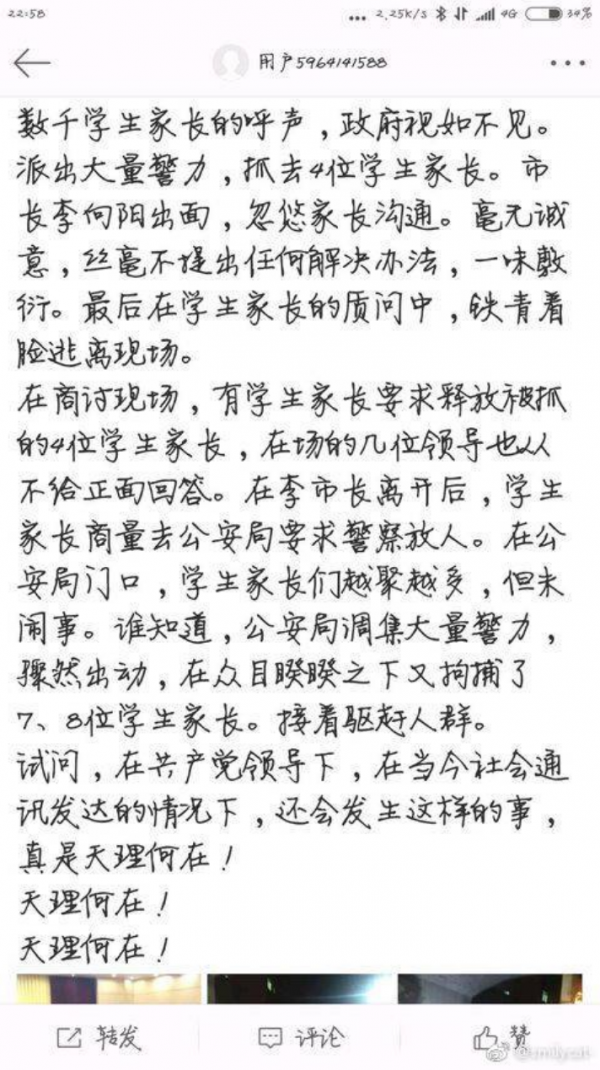 22:58
... 2.25K/s 4G 34%
用户5964141588
数千学生家长的呼声，政府视如不见。
派出大量警力，抓去4位学生家长。市
长李向阳出面，忽悠家长沟通。毫无诚
意，丝毫不提出任何解决办法，一味敷
衍。最后在学生家长的质问中，铁青着
脸逃离现场。
在商讨现场，有学生家长要求释放被抓
的4位学生家长，在场的几位领导也从
不给正面回答。在李市长离开后，学生
家长商量去公安局要求警察放人。在公
安局门口，学生家长们越聚越多，但未
闹事。谁知道，公安局调集大量警力，
骤然出动，在众目睽睽之下又拘捕了
7、8位学生家长。接着驱赶人群。
试问，在共产党领导下，在当今社会通
讯发达的情况下，还会发生这样的事，
真是天理何在！
天理何在！
天理何在！
转发 评论 赞
@smilycat